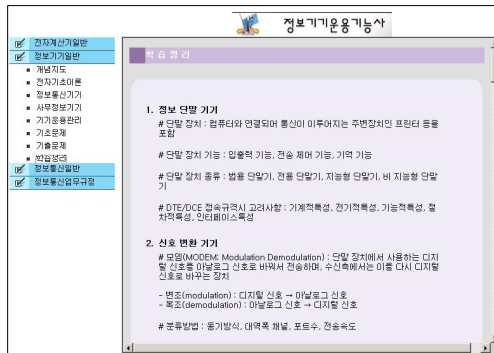 정보기기운용기능사
전자계산기일반
정보기기일반
개념지도
전자기초이론
정보통신기기
사무정보기기
기기운용관리
기초문제
기출문제
학습정리
정보통신일반
정보통신업무규정
학습정리
1. 정보 단말 기기
# 단말 장치 : 컴퓨터와 연결되어 통신이 이루어지는 주변장치인 프린터 등을
포함
# 단말 장치 기능 : 입출력 기능, 전송 제어 기능, 기억 기능
# 단말 장치 종류 : 범용 단말기, 전용 단말기, 지능형 단말기, 비 지능형 단말
기
# DTE/DCE 접속규격시 고려사항 : 기계적특성, 전기적특성, 기능적특성, 절
차적특성, 인터페이스특성
2. 신호 변환 기기
# 모뎀(MODEM: Modulation Demodulation) : 단말 장치에서 사용하는 디지
털 신호를 아날로그 신호로 바꿔서 전송하며, 수신측에서는 이를 다시 디지털
신호로 바꾸는 장치
- 변조(modulation) : 디지털 신호 → 아날로그 신호
- 복조(demodulation) : 아날로그 신호 → 디지털 신호
# 분류방법 : 동기방식, 대역폭 채널, 포트수, 전송속도